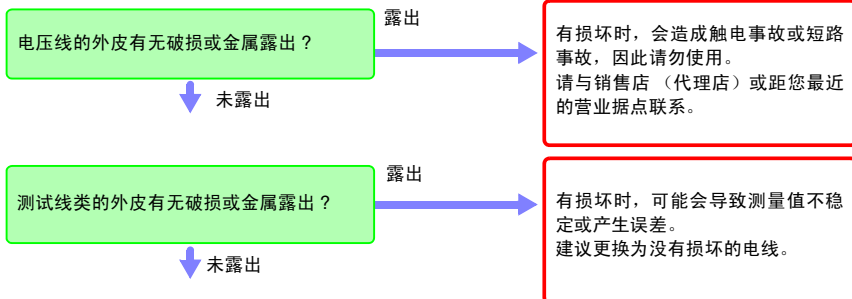 露出
电压线的外皮有无破损或金属露出？
有损坏时，会造成触电事故或短路
事故，因此请勿使用。
请与销售店 （代理店）或距您最近
的营业据点联系。
未露出
露出
测试线类的外皮有无破损或金属露出？
有损坏时，可能会导致测量值不稳
定或产生误差。
建议更换为没有损坏的电线。
未露出